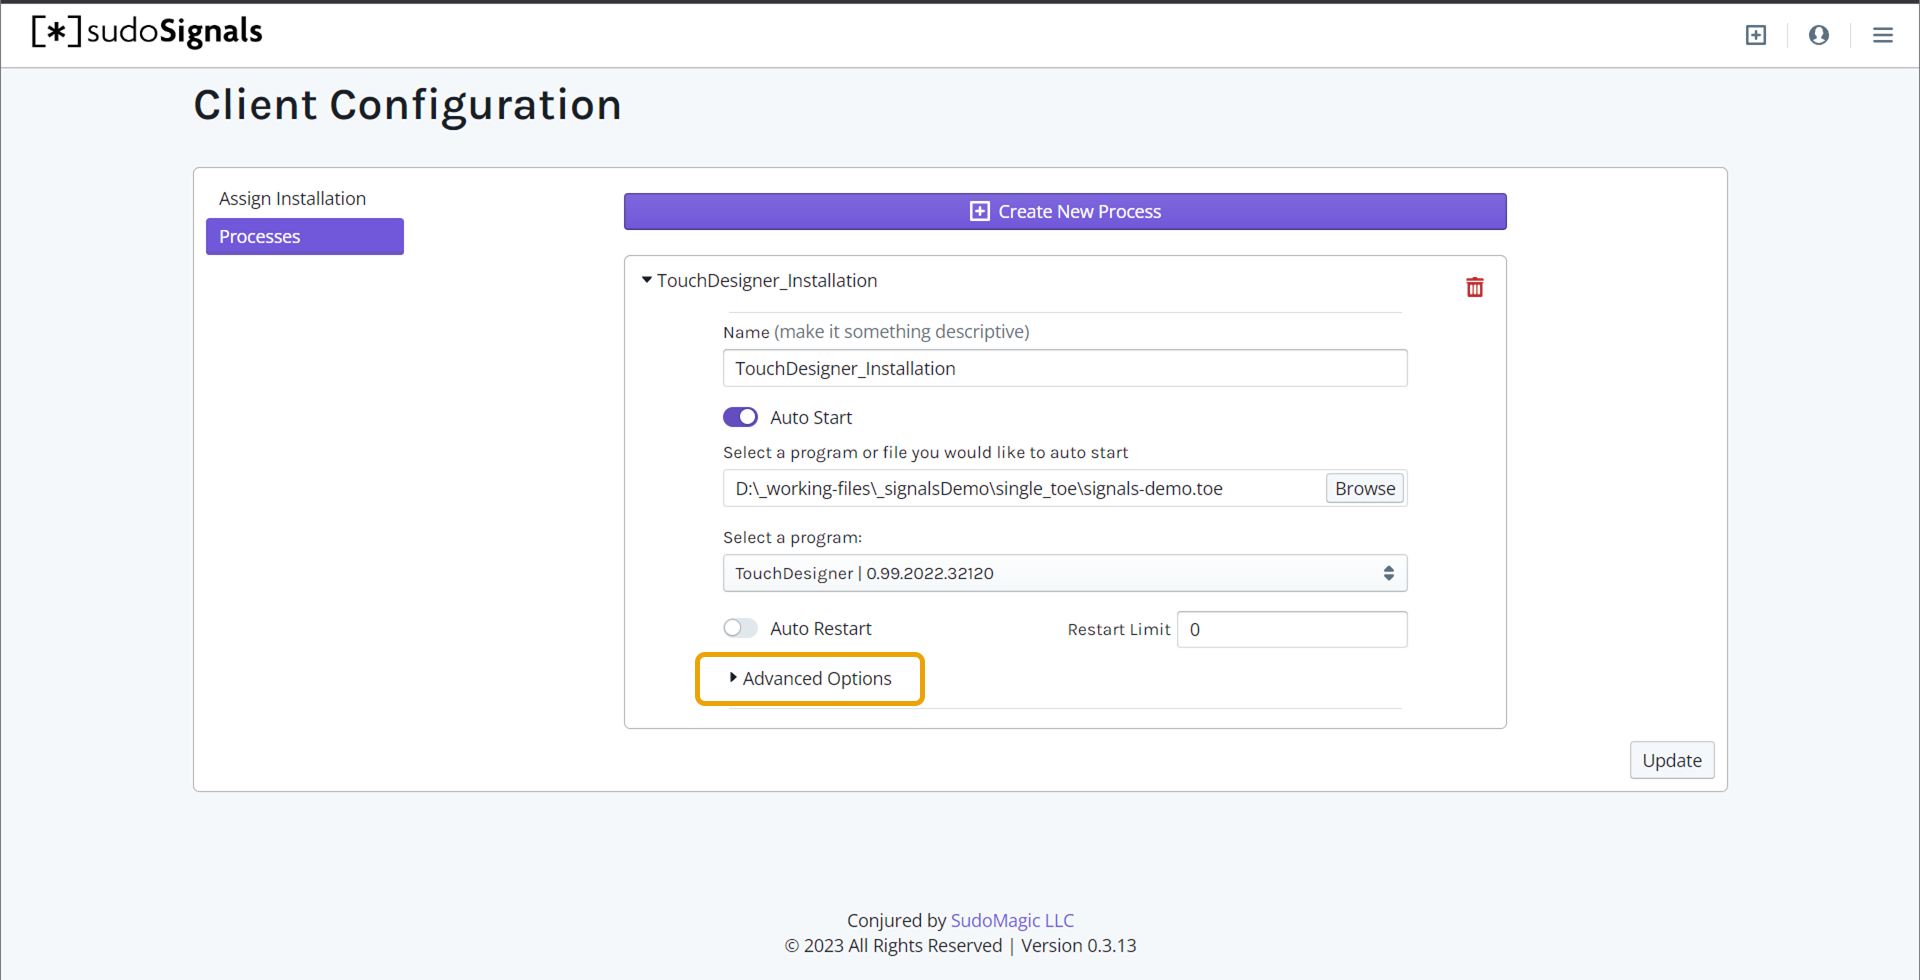 [*]sudoSignals
Client Configuration
Assign Installation
Processes
Create New Process
TouchDesigner_Installation
Name (make it something descriptive)
TouchDesigner_Installation
Auto Start
Select a program or file you would like to auto start
D:\_working-files\_signalsDemo\single_toe\signals-demo.toe
Browse
Select a program:
TouchDesigner | 0.99.2022.32120
Auto Restart
Restart Limit
0
Advanced Options
Update
Conjured by SudoMagic LLC
© 2023 All Rights Reserved | Version 0.3.13